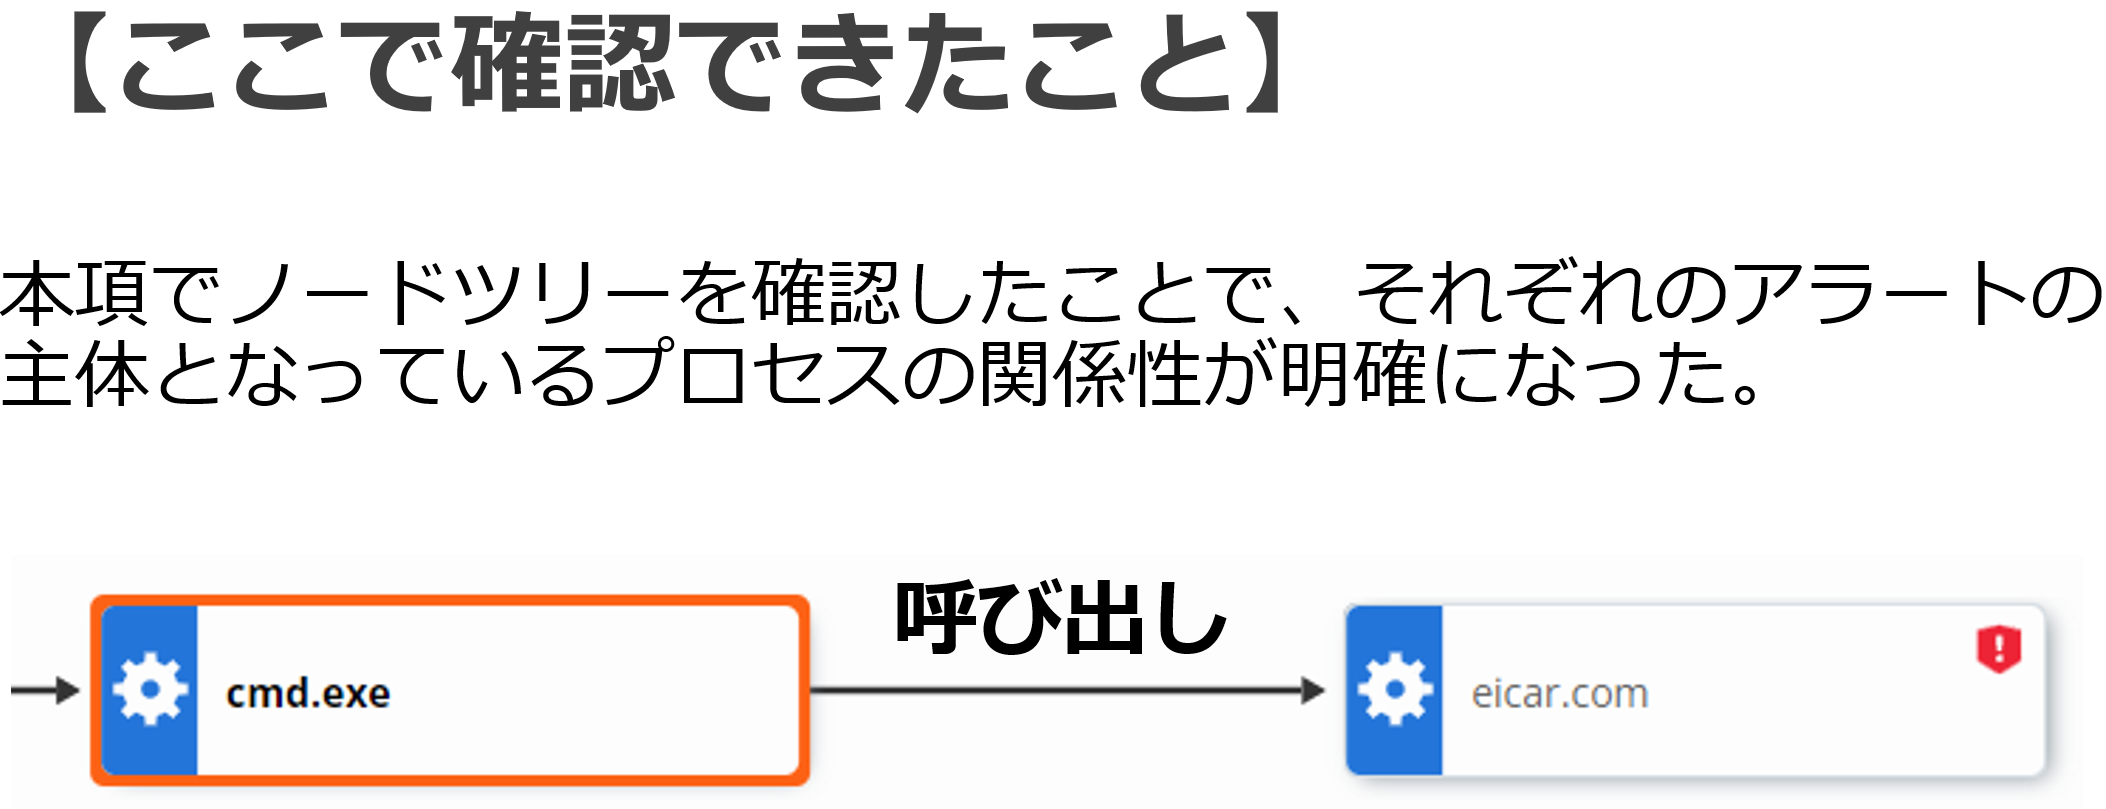 【ここで確認できたこと】
本項でノードツリーを確認したことで、それぞれのアラートの
主体となっているプロセスの関係性が明確になった。
呼び出し
cmd.exe
eicar.com